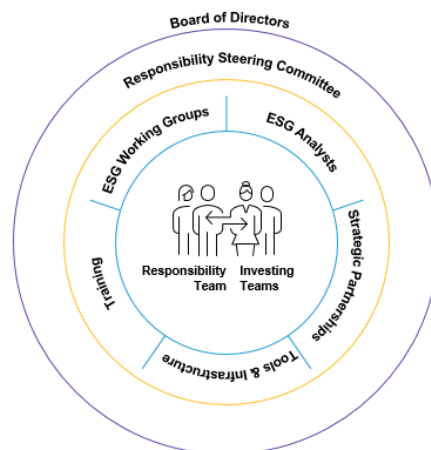 Board of Directors
Responsibility Steering Committee
ESG Working Groups
ESG Analysts
Strategic Partnerships
Tools & Infrastructure
Training
Responsibility Team
Investing Teams